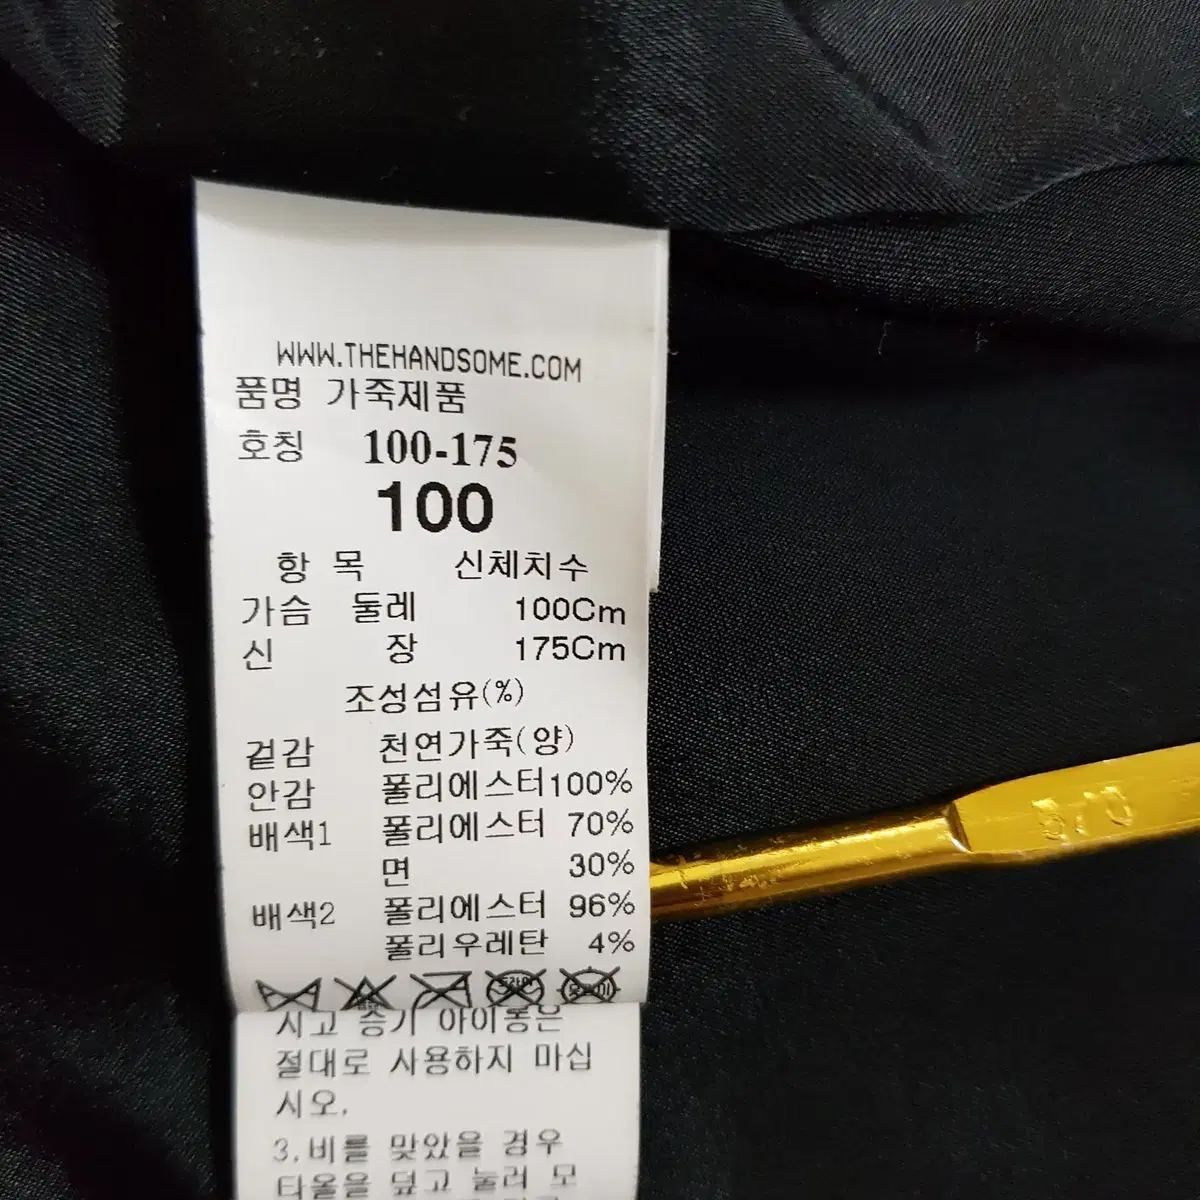 WWW.THEHANDSOME.COM
품명 가죽제품
호칭 100-175
100
항 목 신체치수
가슴 둘레 100Cm
신 장 175Cm
조성섬유(%)
겉감 천연가죽(양)
안감 폴리에스터100%
배색1 폴리에스터 70%
면 30%
배색2 폴리에스터 96%
폴리우레탄 4%
시고 증기 아이롱은
절대로 사용하지 마십
시오.
3.비를 맞았을 경우
타올을 덮고 눌러 모
5/0